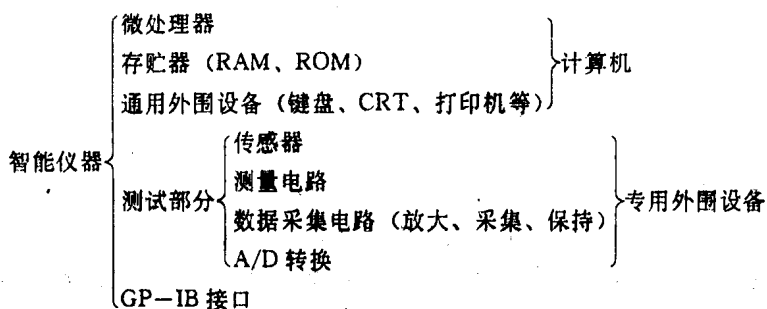 微处理器
存贮器（RAM、ROM）
计算机
通用外围设备（键盘、CRT、打印机等）
传感器
智能仪器
测量电路
测试部分
专用外围设备
数据采集电路（放大、采集、保持）
A/D 转换
GP－IB 接口